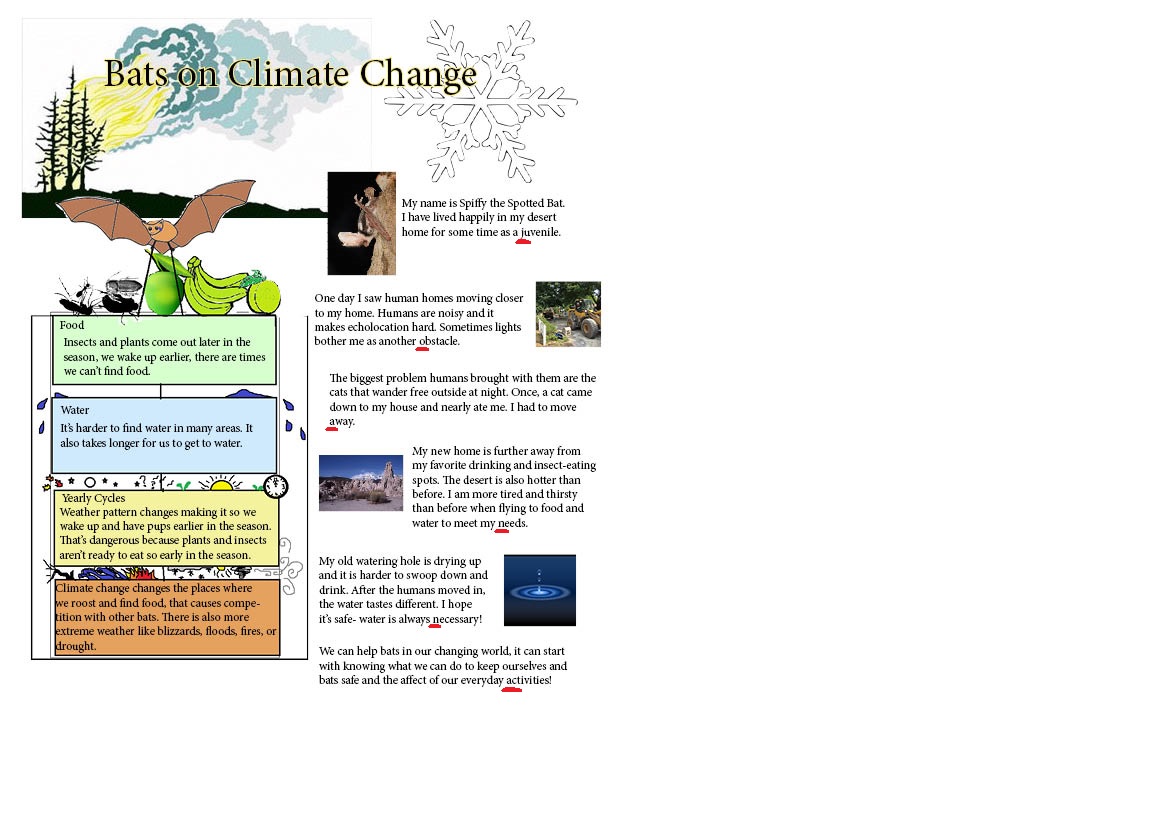 Bats on Climate Change
My name is Spiffy the Spotted Bat.
I have lived happily in my desert
home for some time as a juvenile.
One day I saw human homes moving closer
to my home. Humans are noisy and it
makes echolocation hard. Sometimes lights
bother me as another obstacle.
The biggest problem humans brought with them are the
cats that wander free outside at night. Once, a cat came
down to my house and nearly ate me. I had to move
away.
My new home is further away from
my favorite drinking and insect-eating
spots. The desert is also hotter than
before. I am more tired and thirsty
than before when flying to food and
water to meet my needs.
My old watering hole is drying up
and it is harder to swoop down and
drink. After the humans moved in,
the water tastes different. I hope
it's safe- water is always necessary!
We can help bats in our changing world, it can start
with knowing what we can do to keep ourselves and
bats safe and the affect of our everyday activities!
Food
Insects and plants come out later in the
season, we wake up earlier, there are times
we can't find food.
Water
It's harder to find water in many areas. It
also takes longer for us to get to water.
Yearly Cycles
Weather pattern changes making it so we
wake up and have pups earlier in the season.
That's dangerous because plants and insects
aren't ready to eat so early in the season.
Climate change changes the places where
we roost and find food, that causes compe-
tition with other bats. There is also more
extreme weather like blizzards, floods, fires, or
drought.